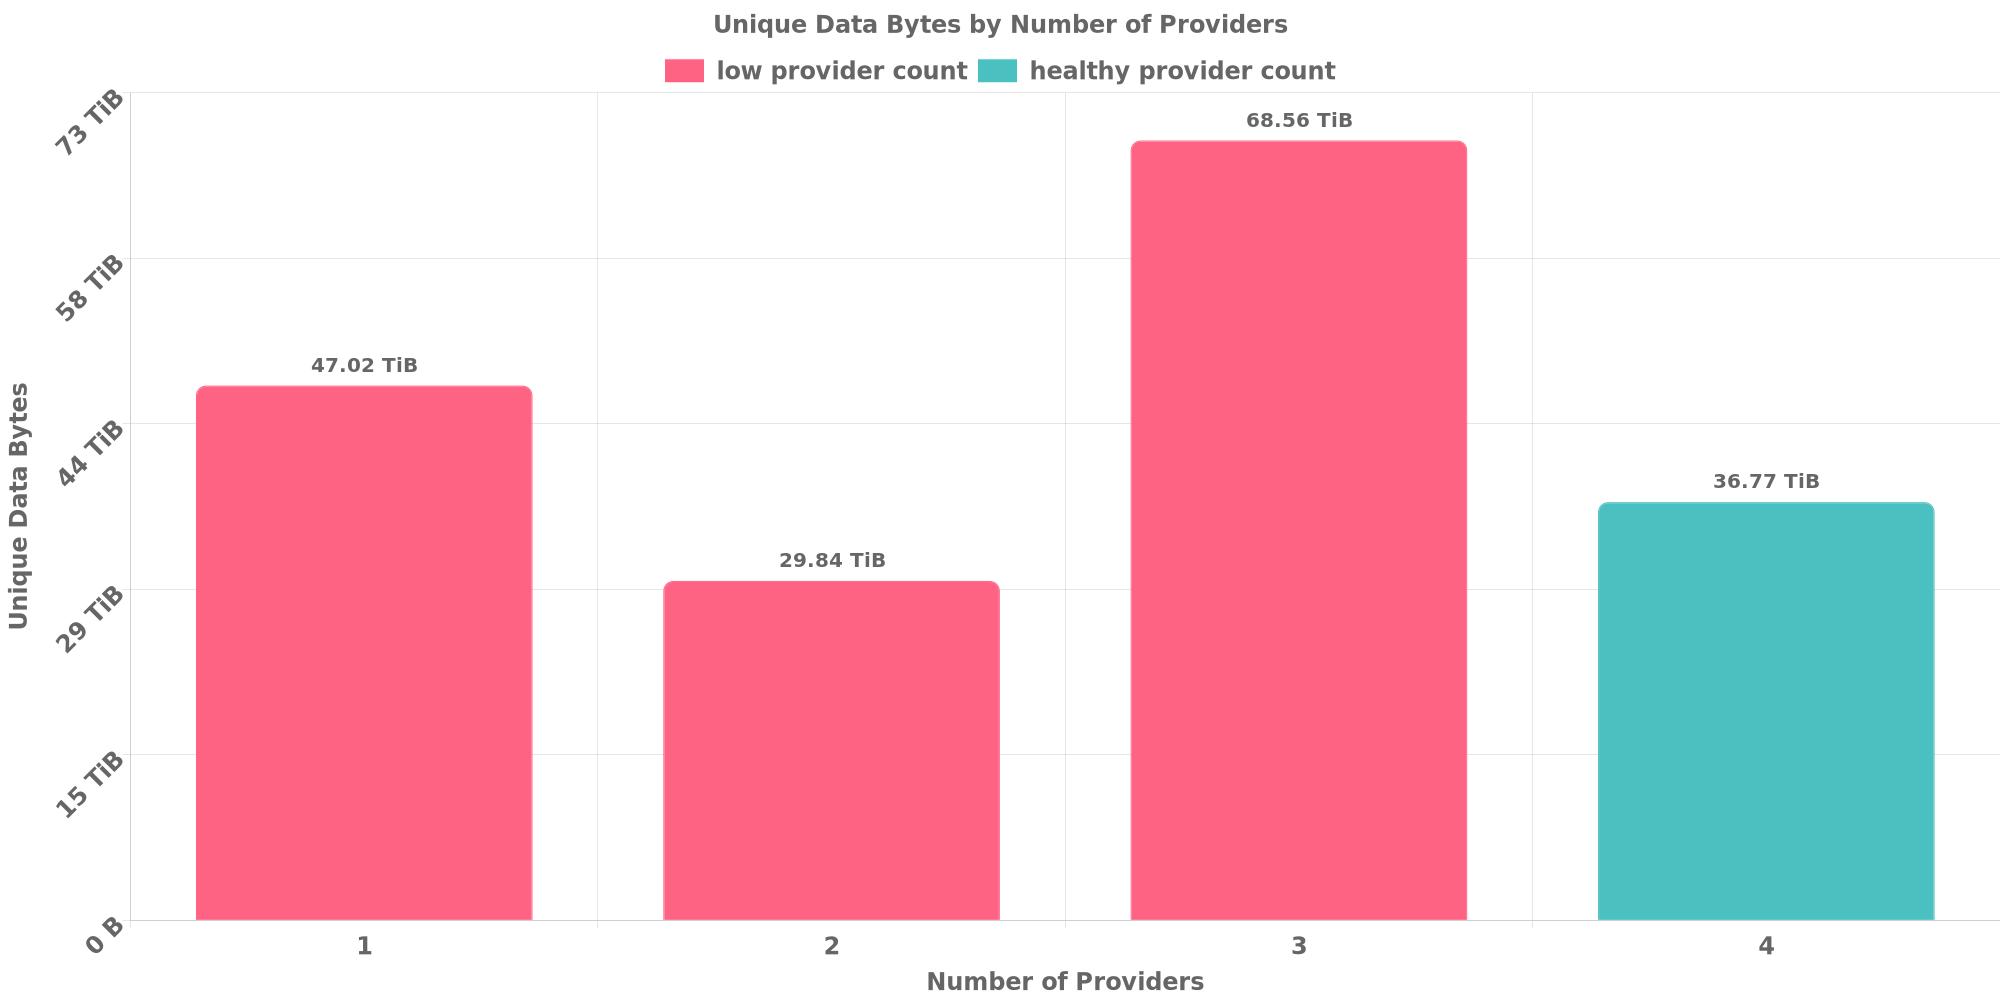 Unique Data Bytes by Number of Providers
low provider count healthy provider count
73 TiB
58 TiB
44 TiB
29 TiB
15 TiB
0 B
Unique Data Bytes
47.02 TiB
29.84 TiB
68.56 TiB
36.77 TiB
1 2 3 4
Number of Providers